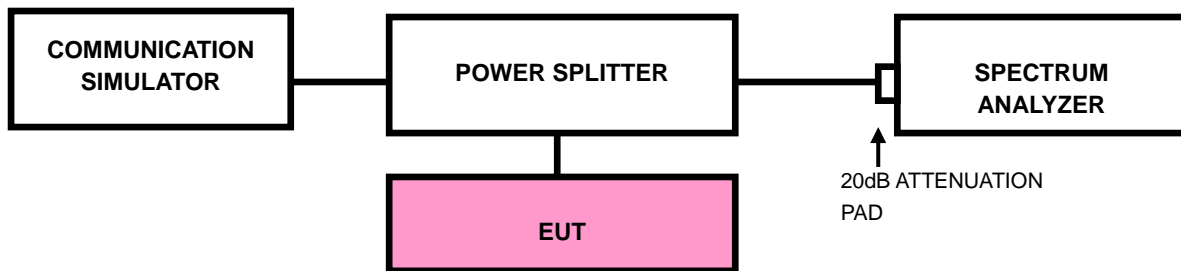 COMMUNICATION
SIMULATOR
POWER SPLITTER
SPECTRUM
ANALYZER
20dB ATTENUATION
PAD
EUT